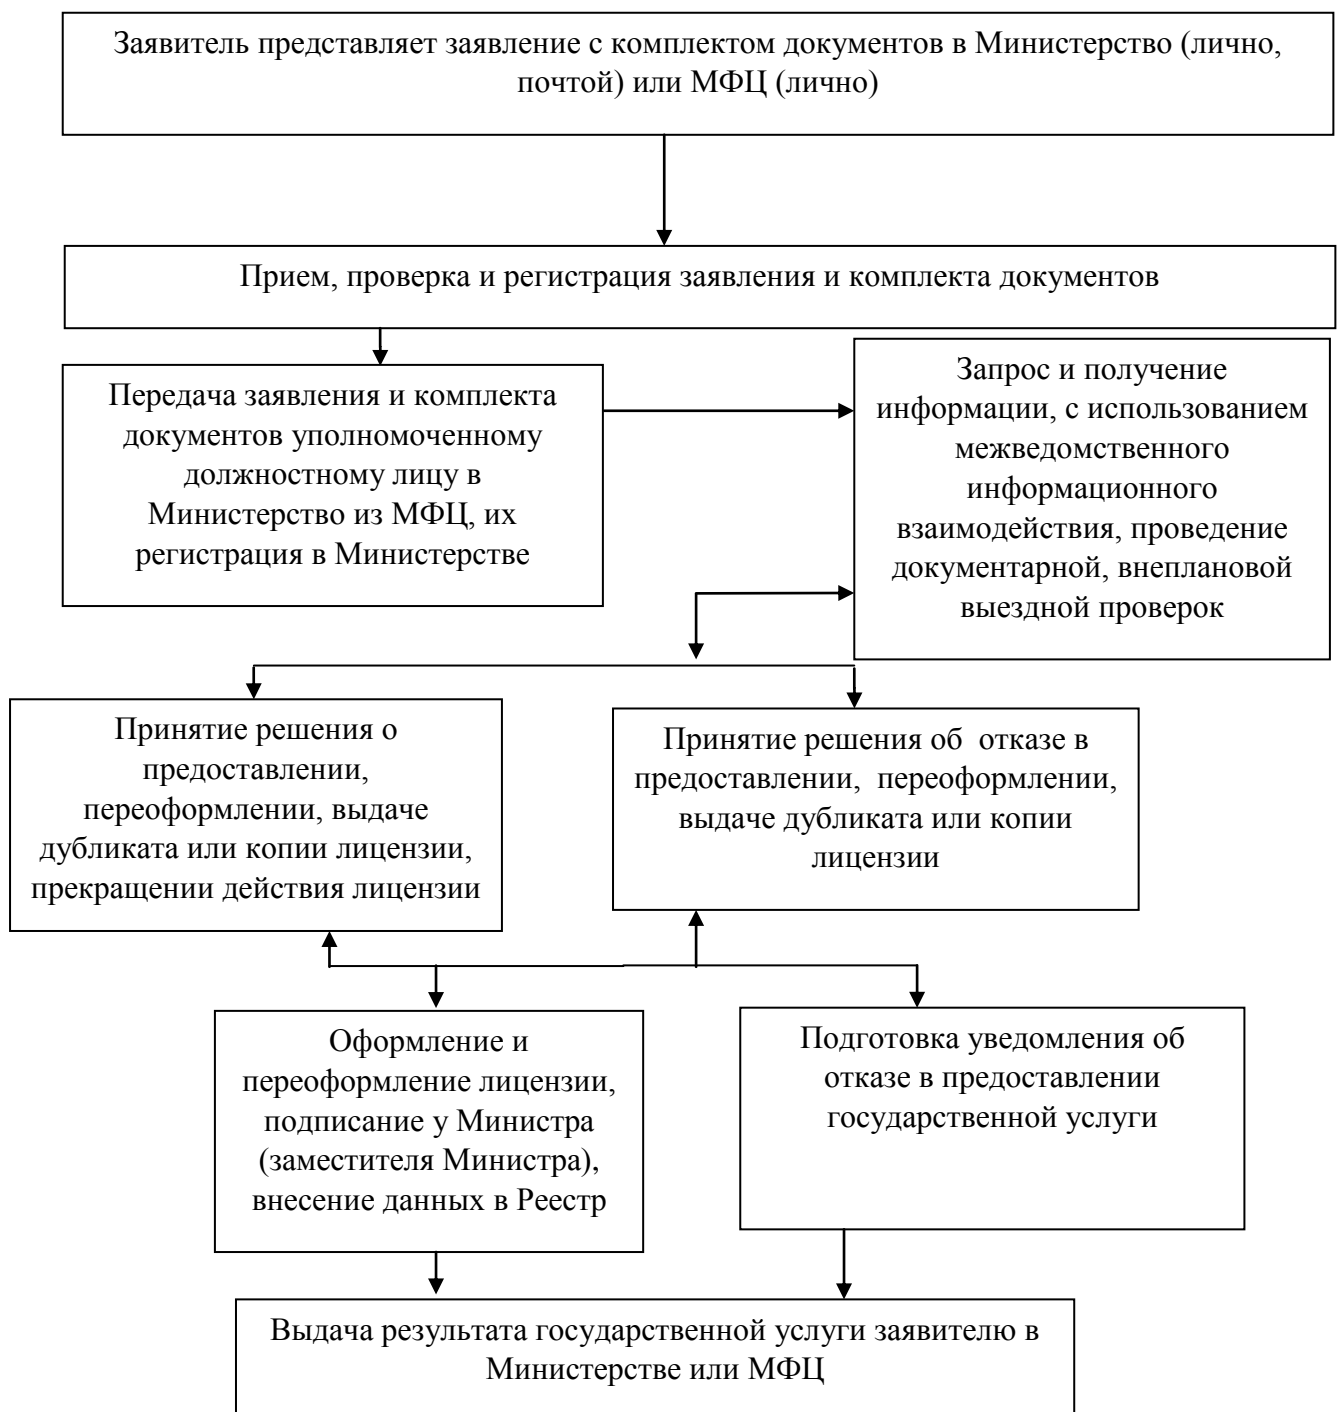 Заявитель представляет заявление с комплектом документов в Министерство (лично,
почтой) или МФЦ (лично)
Прием, проверка и регистрация заявления и комплекта документов
Передача заявления и комплекта
документов уполномоченному
должностному лицу в
Министерство из МФЦ, их
регистрация в Министерстве
Запрос и получение
информации, с использованием
межведомственного
информационного
взаимодействия, проведение
документарной, внеплановой
выездной проверок
Принятие решения о
предоставлении,
переоформлении, выдаче
дубликата или копии лицензии,
прекращении действия лицензии
Принятие решения об  отказе в
предоставлении,  переоформлении,
выдаче дубликата или копии
лицензии
Оформление и
переоформление лицензии,
подписание у Министра
(заместителя Министра),
внесение данных в Реестр
Подготовка уведомления об
отказе в предоставлении
государственной услуги
Выдача результата государственной услуги заявителю в
Министерстве или МФЦ